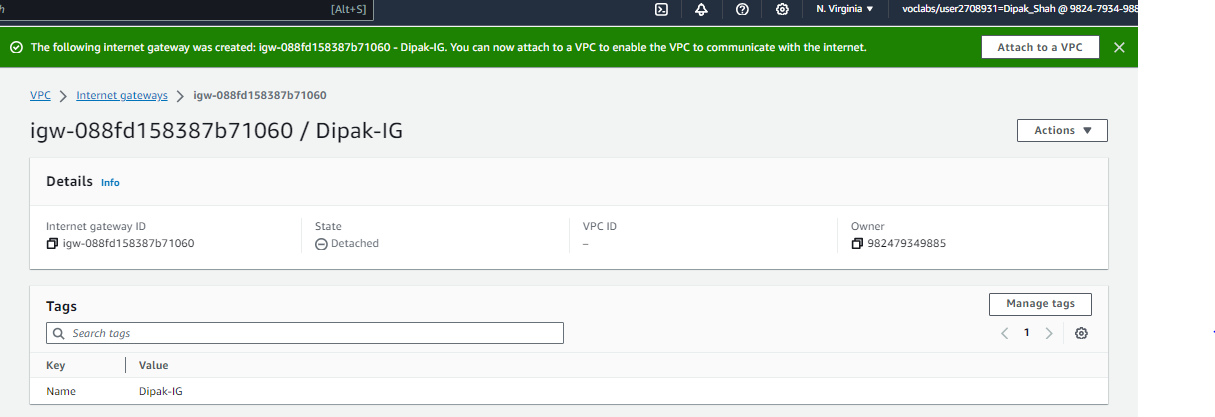 [Alt+S] N. Virginia ▼ voclabs/user2708931=Dipak_Shah @ 9824-7934-988
The following internet gateway was created: igw-088fd158387b71060 - Dipak-IG. You can now attach to a VPC to enable the VPC to communicate with the internet. Attach to a VPC
VPC > Internet gateways > igw-088fd158387b71060
igw-088fd158387b71060 / Dipak-IG
Actions ▼
Details Info
Internet gateway ID State VPC ID Owner
igw-088fd158387b71060 Detached – 982479349885
Tags Manage tags
Search tags < 1 >
Key Value
Name Dipak-IG